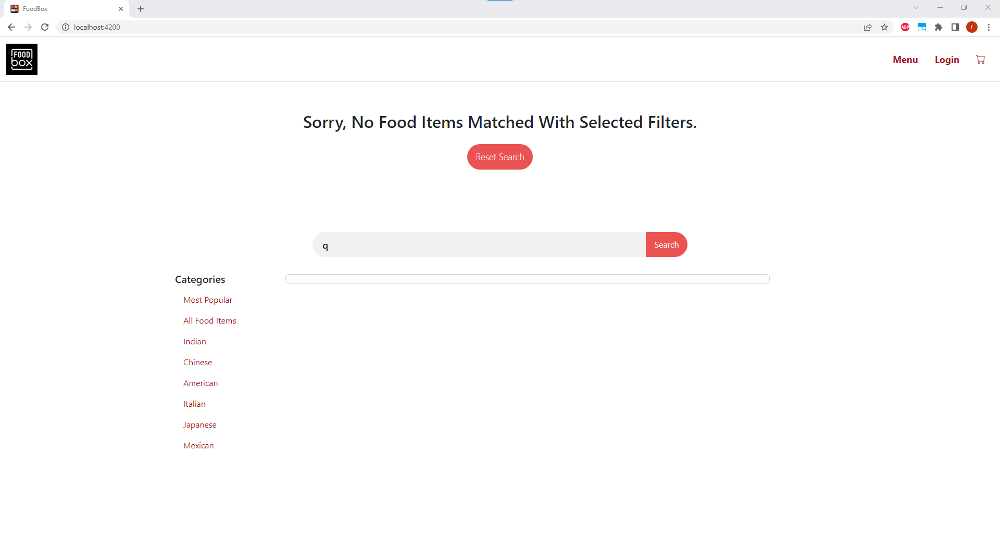 FoodBox
localhost:4200
ABP
r
FOOD
box
Menu
Login
Sorry, No Food Items Matched With Selected Filters.
Reset Search
q
Search
Categories
Most Popular
All Food Items
Indian
Chinese
American
Italian
Japanese
Mexican